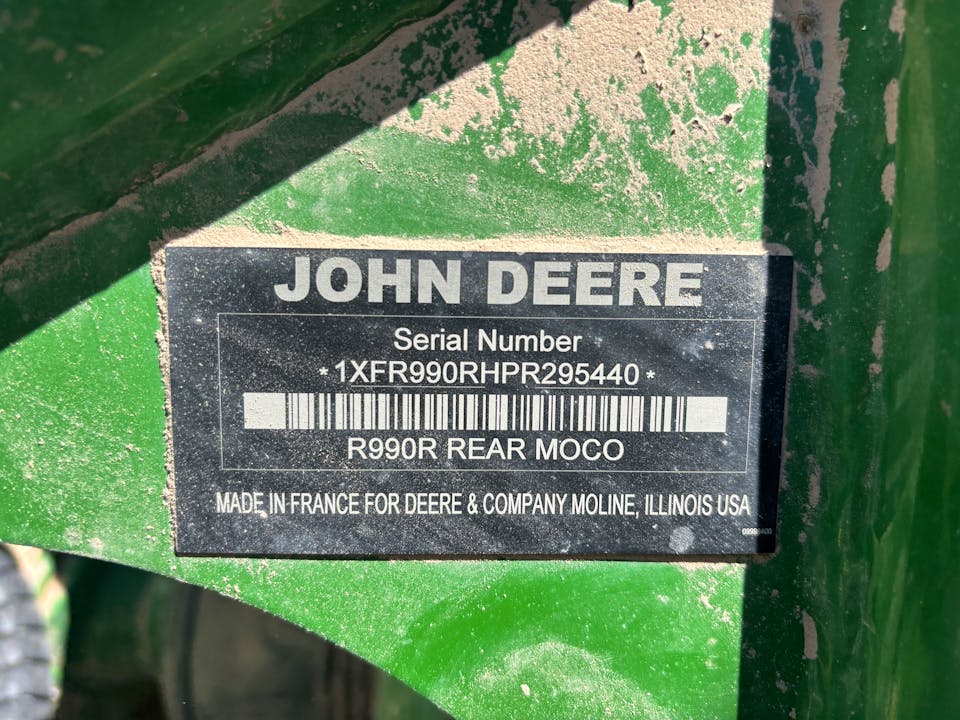 JOHN DEERE
Serial Number
*1XFR990RHPR295440*
R990R REAR MOCO
MADE IN FRANCE FOR DEERE & COMPANY MOLINE, ILLINOIS USA